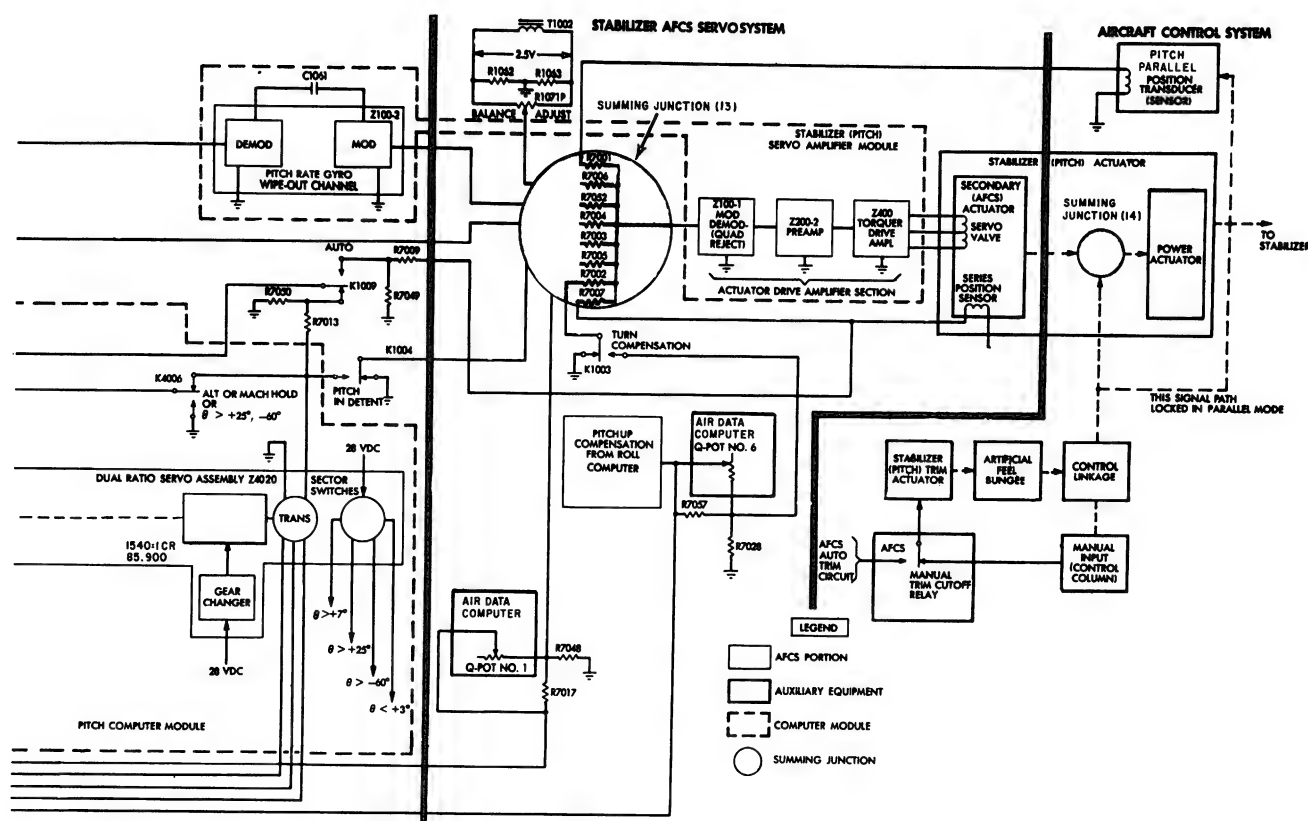 STABILIZER AFCS SERVOSYSTEM
AIRCRAFT CONTROL SYSTEM
T1002
2.5V
R1062
R1063
R1071P
BALANCE ADJUST
C1061
Z100-2
DEMOD
MOD
PITCH RATE GYRO
WIPE-OUT CHANNEL
SUMMING JUNCTION (13)
R7001
R7006
R7052
R7004
R7003
R7005
R7002
R7007
STABILIZER (PITCH)
SERVO AMPLIFIER MODULE
Z100-1
MOD
DEMOD-
(QUAD
REJECT)
Z200-2
PREAMP
Z400
TORQUER
DRIVE
AMPL
ACTUATOR DRIVE AMPLIFIER SECTION
PITCH
PARALLEL
POSITION
TRANSDUCER
(SENSOR)
STABILIZER (PITCH) ACTUATOR
SECONDARY
(AFCS)
ACTUATOR
SERVO
VALVE
SERIES
POSITION
SENSOR
SUMMING
JUNCTION (14)
POWER
ACTUATOR
TO
STABILIZER
AUTO
R7009
K1009
R7049
R7050
R7013
K1004
K4006
ALT OR MACH HOLD
OR
θ > +25°, -60°
PITCH
IN DETENT
TURN
COMPENSATION
K1003
THIS SIGNAL PATH
LOCKED IN PARALLEL MODE
PITCHUP
COMPENSATION
FROM ROLL
COMPUTER
AIR DATA
COMPUTER
Q-POT NO. 6
R7057
R7028
STABILIZER
(PITCH) TRIM
ACTUATOR
ARTIFICIAL
FEEL
BUNGEE
CONTROL
LINKAGE
AFCS
AUTO
TRIM
CIRCUIT
AFCS
MANUAL
TRIM CUTOFF
RELAY
MANUAL
INPUT
(CONTROL
COLUMN)
28 VDC
DUAL RATIO SERVO ASSEMBLY Z4020
SECTOR
SWITCHES
TRANS
1540:1 CR
85.900
GEAR
CHANGER
28 VDC
θ >+7°
θ > +25°
θ > -60°
θ < +3°
PITCH COMPUTER MODULE
AIR DATA
COMPUTER
Q-POT NO. 1
R7048
R7017
LEGEND
AFCS PORTION
AUXILIARY EQUIPMENT
COMPUTER MODULE
SUMMING JUNCTION